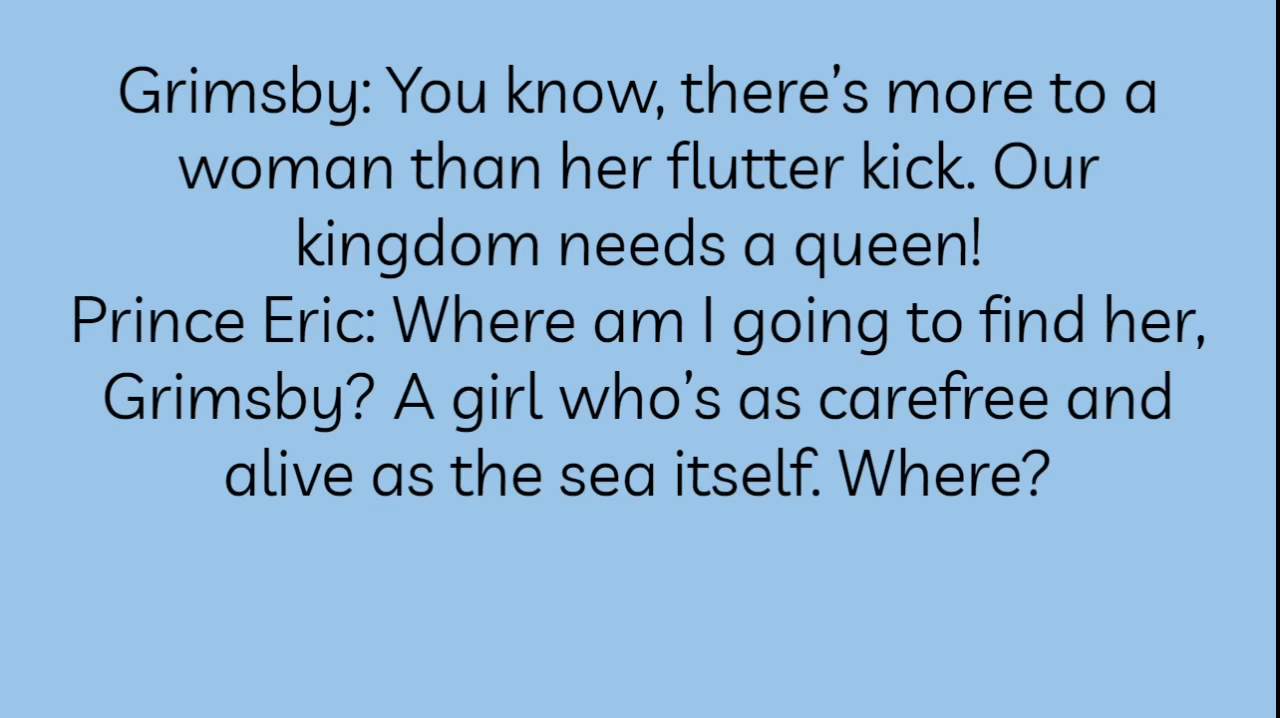 Grimsby: You know, there’s more to a
woman than her flutter kick. Our
kingdom needs a queen!
Prince Eric: Where am I going to find her,
Grimsby? A girl who’s as carefree and
alive as the sea itself. Where?